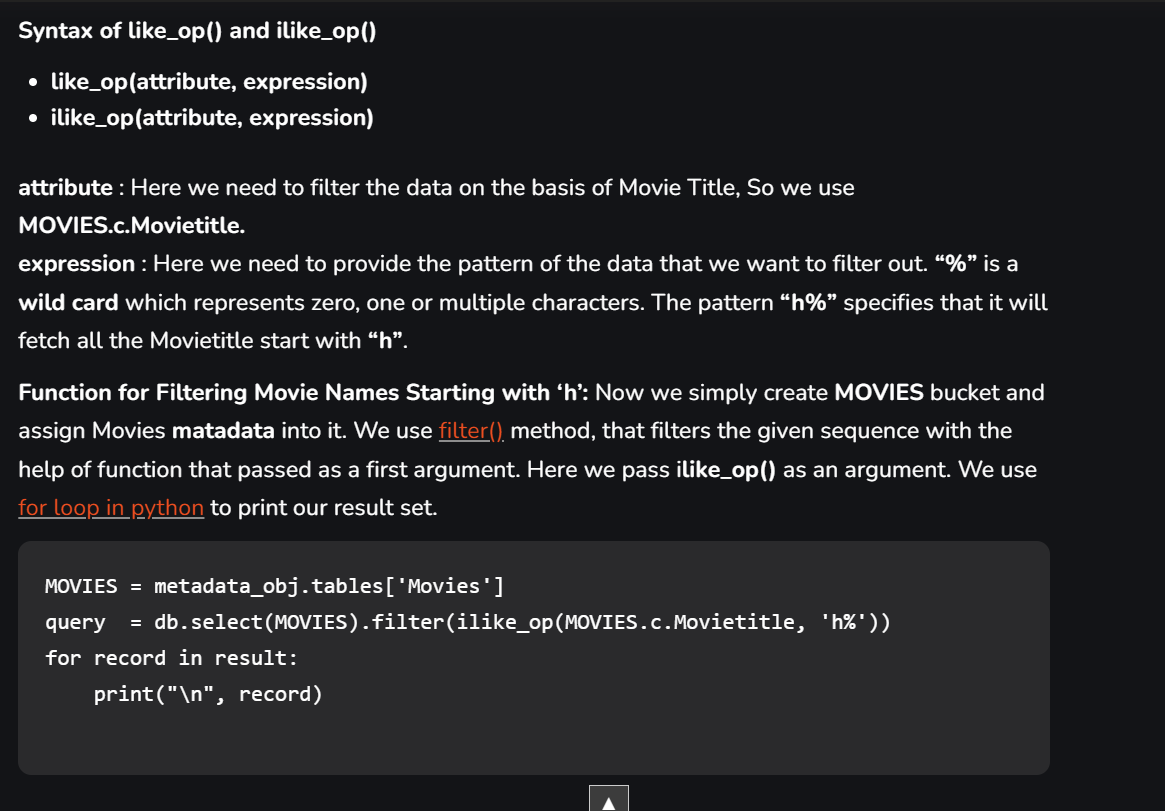 Syntax of like_op() and ilike_op()
• like_op(attribute, expression)
• ilike_op(attribute, expression)
attribute : Here we need to filter the data on the basis of Movie Title, So we use
MOVIES.c.Movietitle.
expression : Here we need to provide the pattern of the data that we want to filter out. “%” is a
wild card which represents zero, one or multiple characters. The pattern “h%” specifies that it will
fetch all the Movietitle start with “h”.
Function for Filtering Movie Names Starting with ‘h’: Now we simply create MOVIES bucket and
assign Movies matadata into it. We use filter() method, that filters the given sequence with the
help of function that passed as a first argument. Here we pass ilike_op() as an argument. We use
for loop in python to print our result set.
MOVIES = metadata_obj.tables['Movies']
query  = db.select(MOVIES).filter(ilike_op(MOVIES.c.Movietitle, 'h%'))
for record in result:
    print("\n", record)